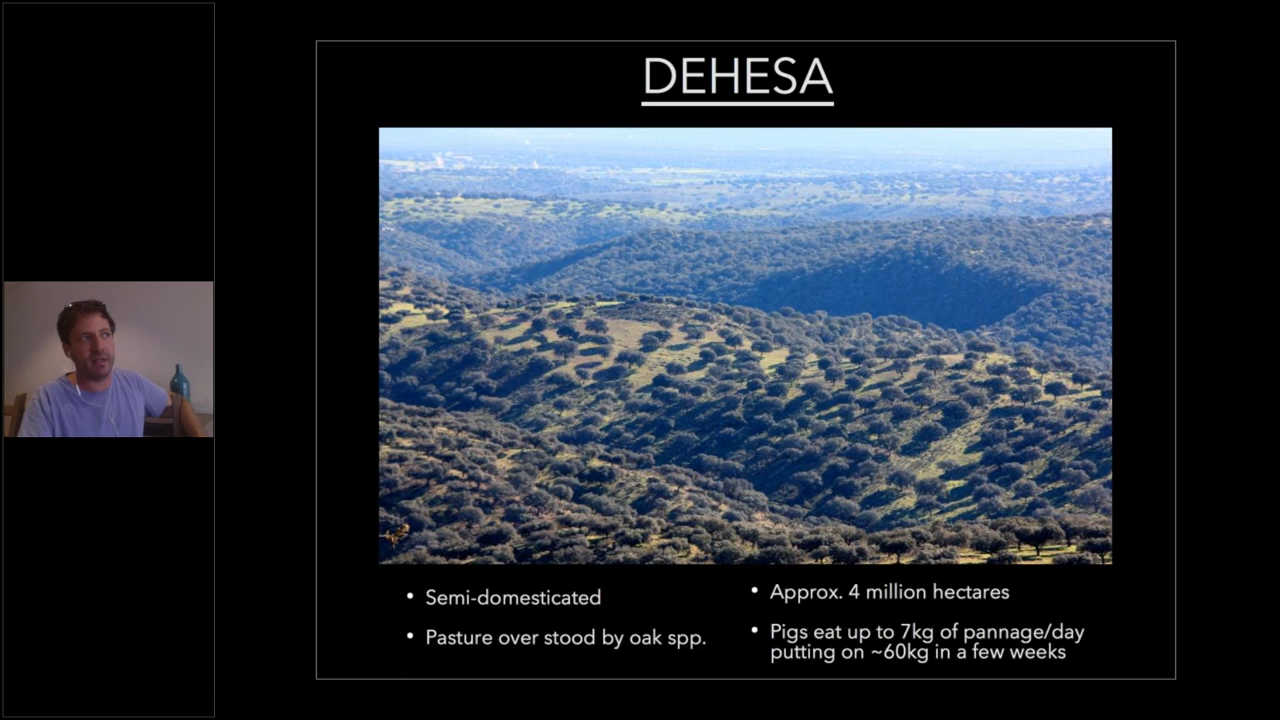 DEHESA
• Semi-domesticated
• Pasture over stood by oak spp.
• Approx. 4 million hectares
• Pigs eat up to 7kg of pannage/day
putting on ~60kg in a few weeks